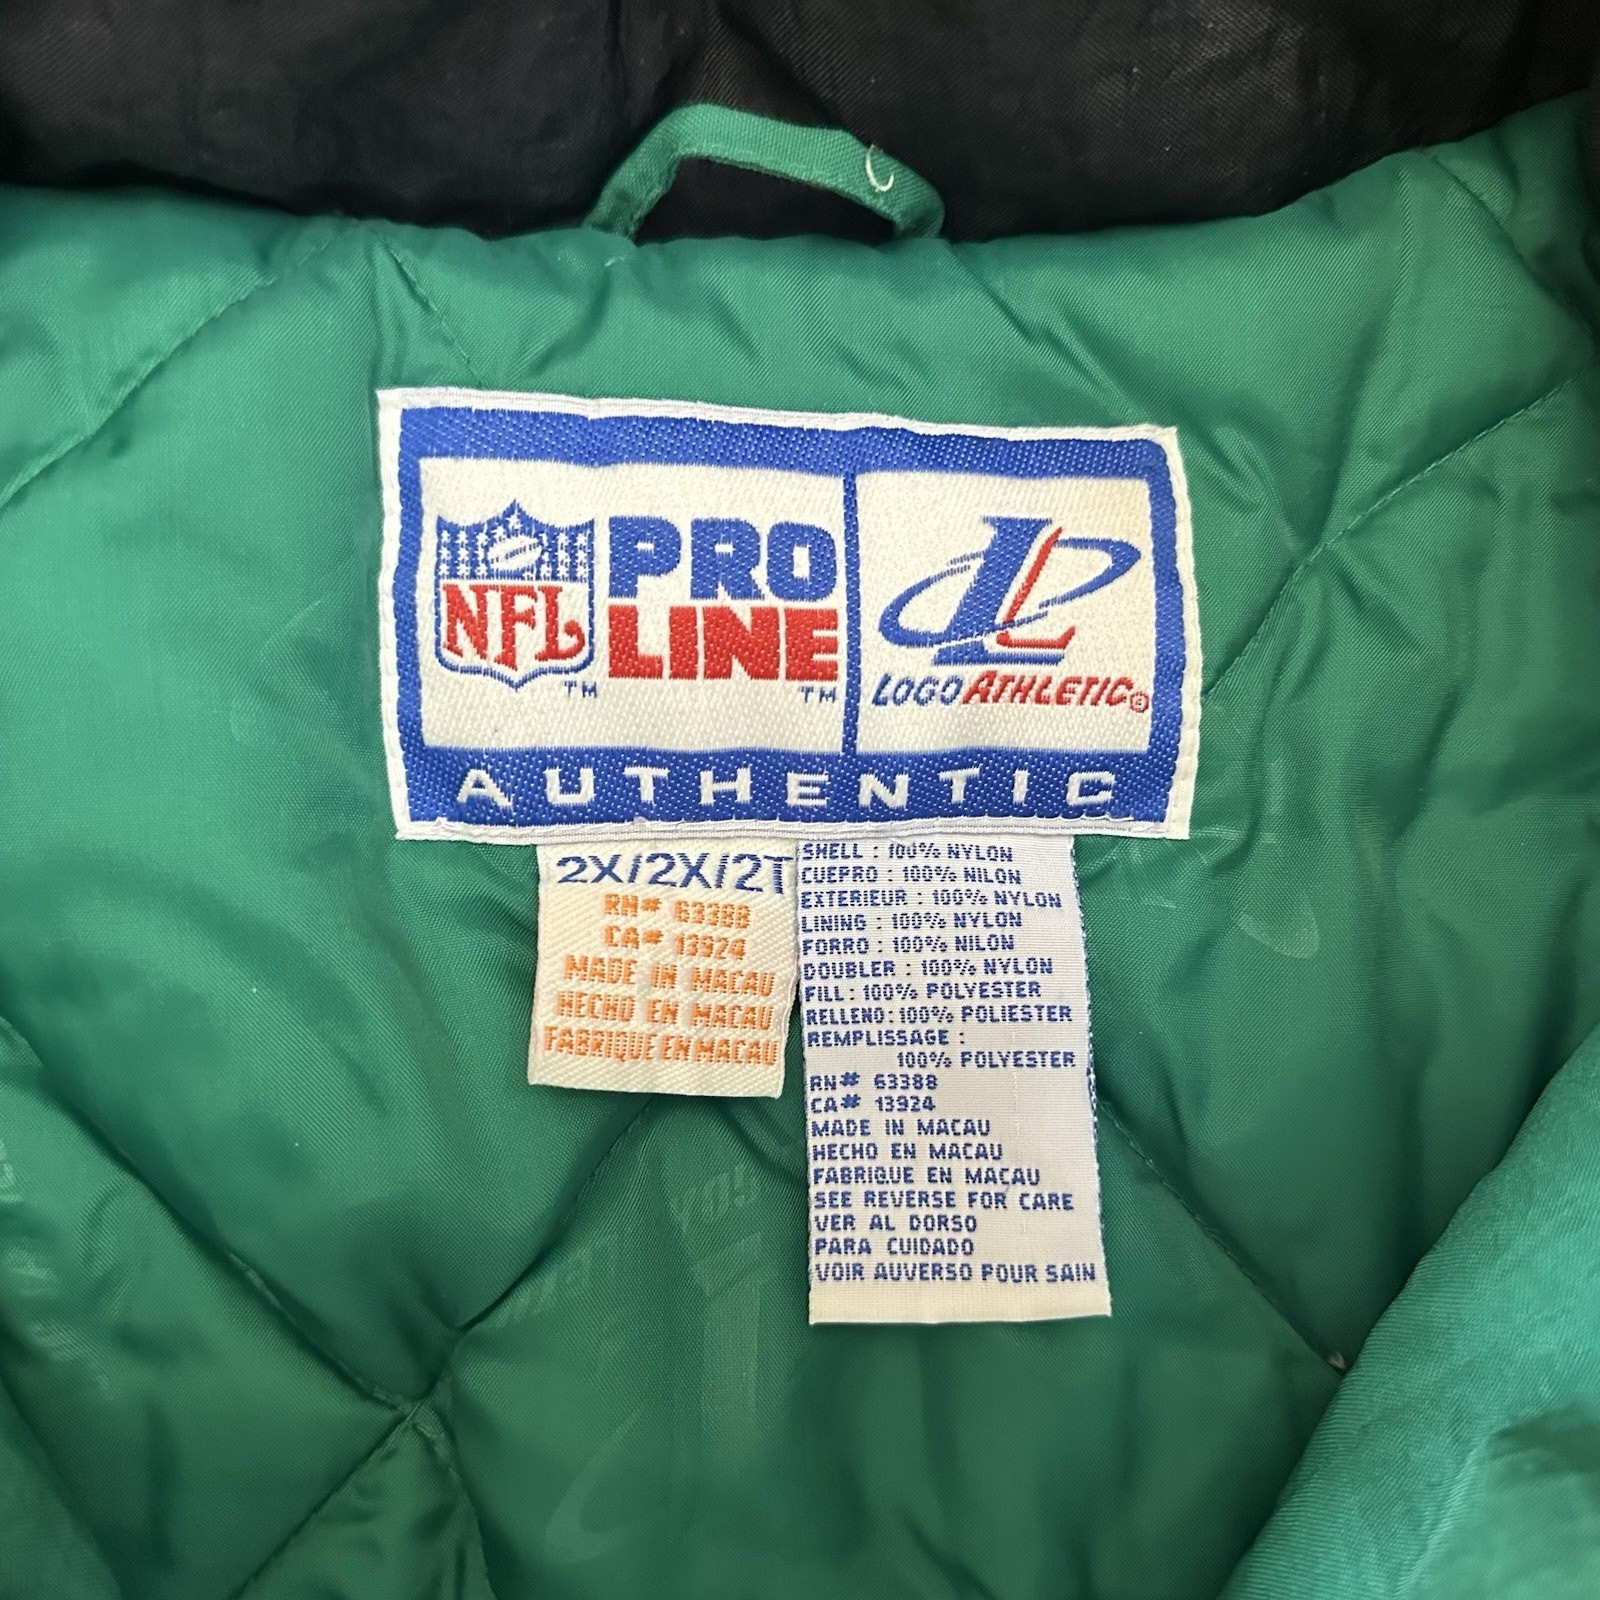 NFL
TM
PRO
LINE
TM
LOGO ATHLETIC®
AUTHENTIC
2X/2X/2T
RN# 63388
CA# 13924
MADE IN MACAU
HECHO EN MACAU
FABRIQUE EN MACAU
SHELL : 100% NYLON
CUEPRO : 100% NILON
EXTERIEUR : 100% NYLON
LINING : 100% NYLON
FORRO : 100% NILON
DOUBLER : 100% NYLON
FILL : 100% POLYESTER
RELLENO : 100% POLIESTER
REMPLISSAGE :
100% POLYESTER
RN# 63388
CA# 13924
MADE IN MACAU
HECHO EN MACAU
FABRIQUE EN MACAU
SEE REVERSE FOR CARE
VER AL DORSO
PARA CUIDADO
VOIR AUVERSO POUR SAIN